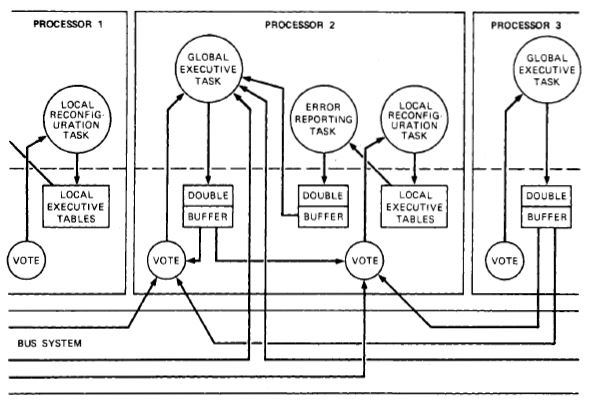 PROCESSOR 1
PROCESSOR 2
PROCESSOR 3
LOCAL
RECONFIG-
URATION
TASK
LOCAL
EXECUTIVE
TABLES
VOTE
GLOBAL
EXECUTIVE
TASK
ERROR
REPORTING
TASK
LOCAL
RECONFIG-
URATION
TASK
DOUBLE
BUFFER
DOUBLE
BUFFER
LOCAL
EXECUTIVE
TABLES
VOTE
VOTE
GLOBAL
EXECUTIVE
TASK
DOUBLE
BUFFER
VOTE
BUS SYSTEM